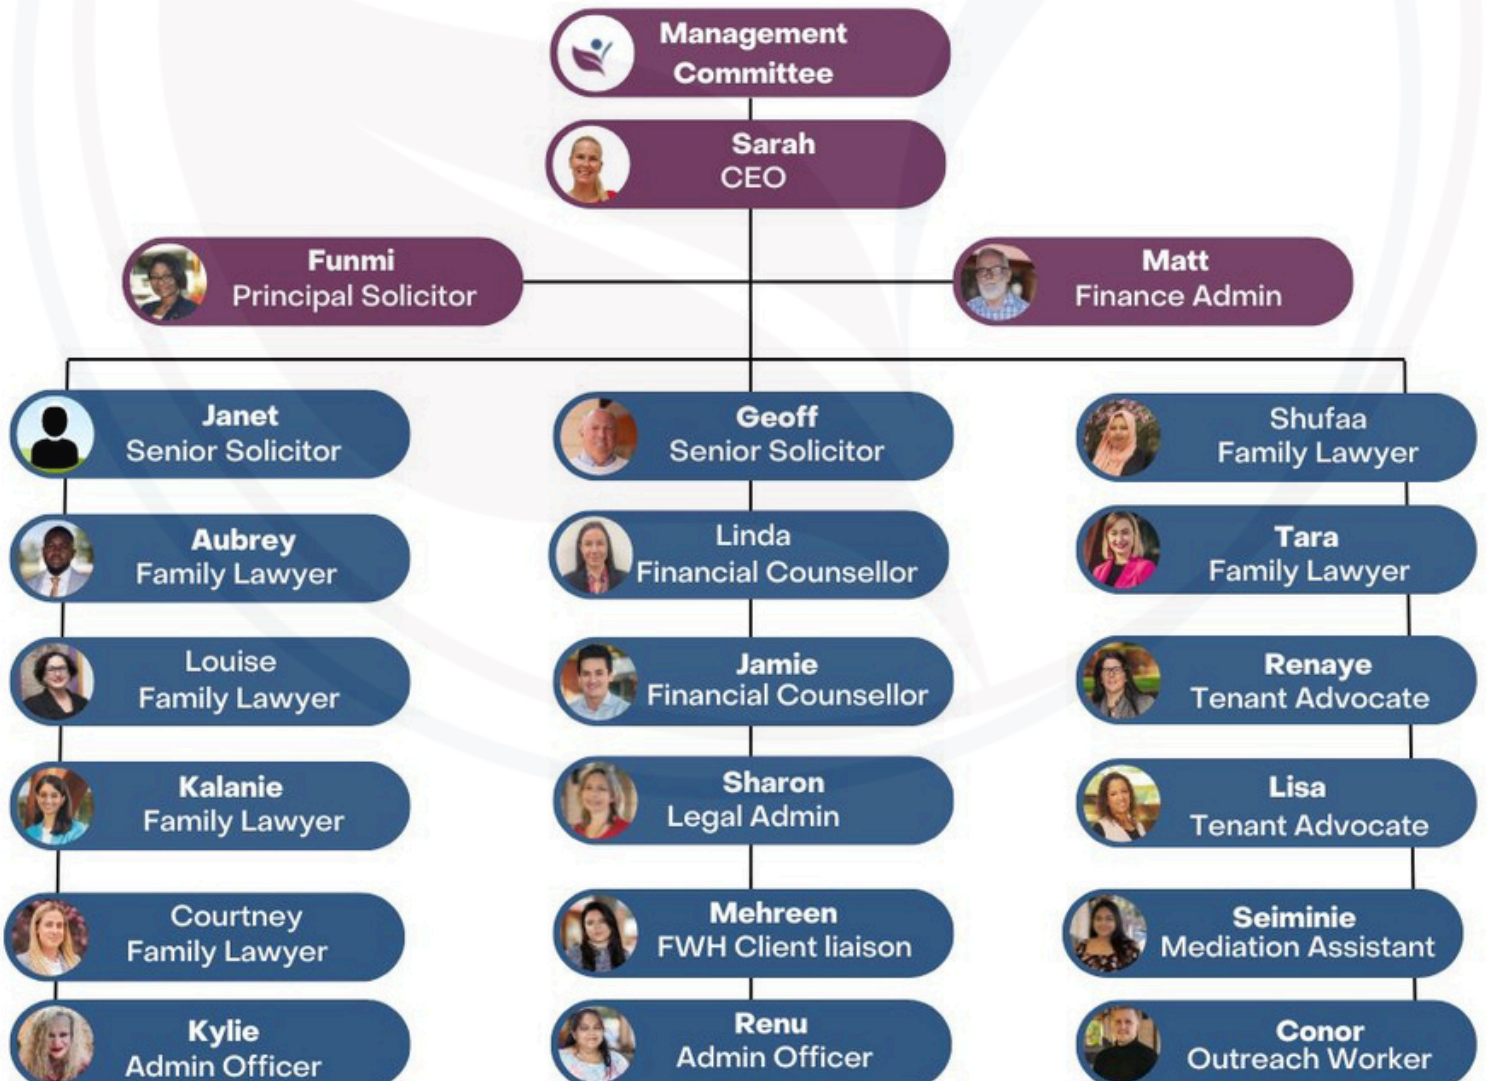 Management
Committee
Sarah
CEO
Funmi
Principal Solicitor
Matt
Finance Admin
Janet
Senior Solicitor
Geoff
Senior Solicitor
Shufaa
Family Lawyer
Aubrey
Family Lawyer
Linda
Financial Counsellor
Tara
Family Lawyer
Louise
Family Lawyer
Jamie
Financial Counsellor
Renaye
Tenant Advocate
Kalanie
Family Lawyer
Sharon
Legal Admin
Lisa
Tenant Advocate
Courtney
Family Lawyer
Mehreen
FWH Client liaison
Seiminie
Mediation Assistant
Kylie
Admin Officer
Renu
Admin Officer
Conor
Outreach Worker